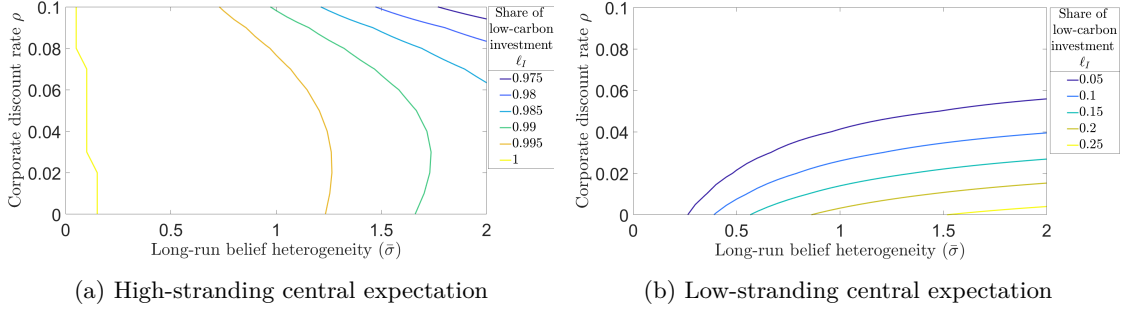 Corporate discount rate ρ
0.1
0.08
0.06
0.04
0.02
0
0
0.5
1
1.5
2
Long-run belief heterogeneity (σ̄)
Share of
low-carbon
investment
ℓ_I
0.975
0.98
0.985
0.99
0.995
1
(a) High-stranding central expectation
Corporate discount rate ρ
0.1
0.08
0.06
0.04
0.02
0
0
0.5
1
1.5
2
Long-run belief heterogeneity (σ̄)
Share of
low-carbon
investment
ℓ_I
0.05
0.1
0.15
0.2
0.25
(b) Low-stranding central expectation